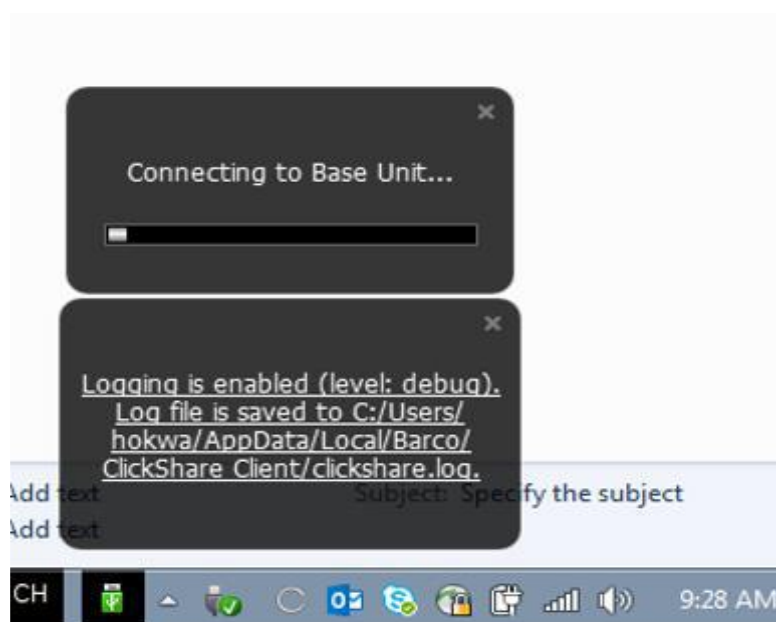 Connecting to Base Unit...
Logging is enabled (level: debug).
Log file is saved to C:/Users/
hokwa/AppData/Local/Barco/
ClickShare Client/clickshare.log.
Add text Subject: Specify the subject
Add text
CH 9:28 AM